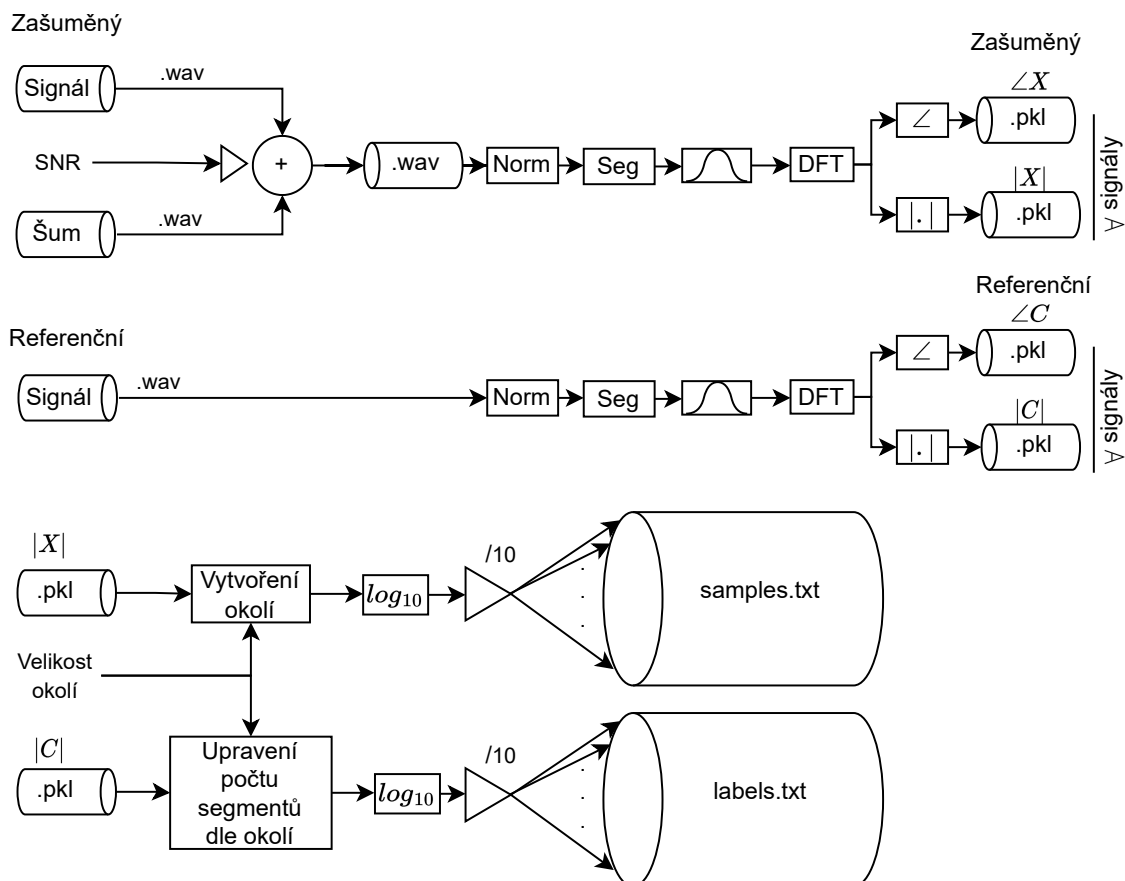 Zašuměný
Signál
.wav
SNR
+
.wav
Norm
Seg
DFT
∠
|.|
Zašuměný
∠X
.pkl
|X|
.pkl
∀ signály
Šum
.wav
Referenční
Signál
.wav
Norm
Seg
DFT
∠
|.|
Referenční
∠C
.pkl
|C|
.pkl
∀ signály
|X|
.pkl
Vytvoření
okolí
log₁₀
/10
samples.txt
Velikost
okolí
|C|
.pkl
Upravení
počtu
segmentů
dle okolí
log₁₀
/10
labels.txt